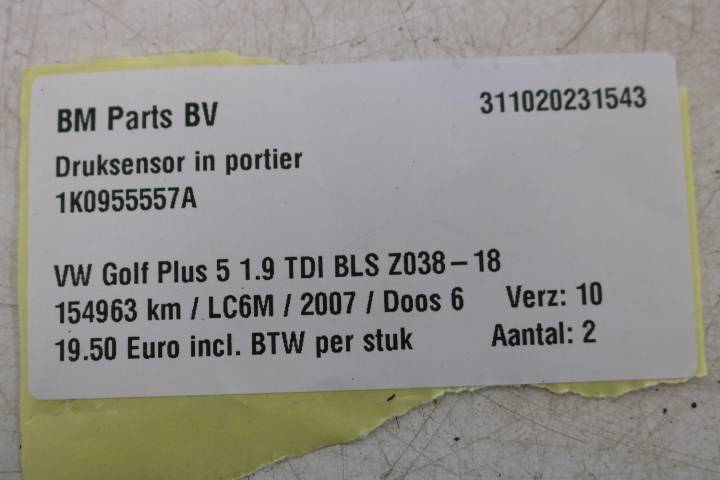 BM Parts BV 311020231543
Druksensor in portier
1K0955557A
VW Golf Plus 5 1.9 TDI BLS Z038-18
154963 km / LC6M / 2007 / Doos 6 Verz: 10
19.50 Euro incl. BTW per stuk Aantal: 2